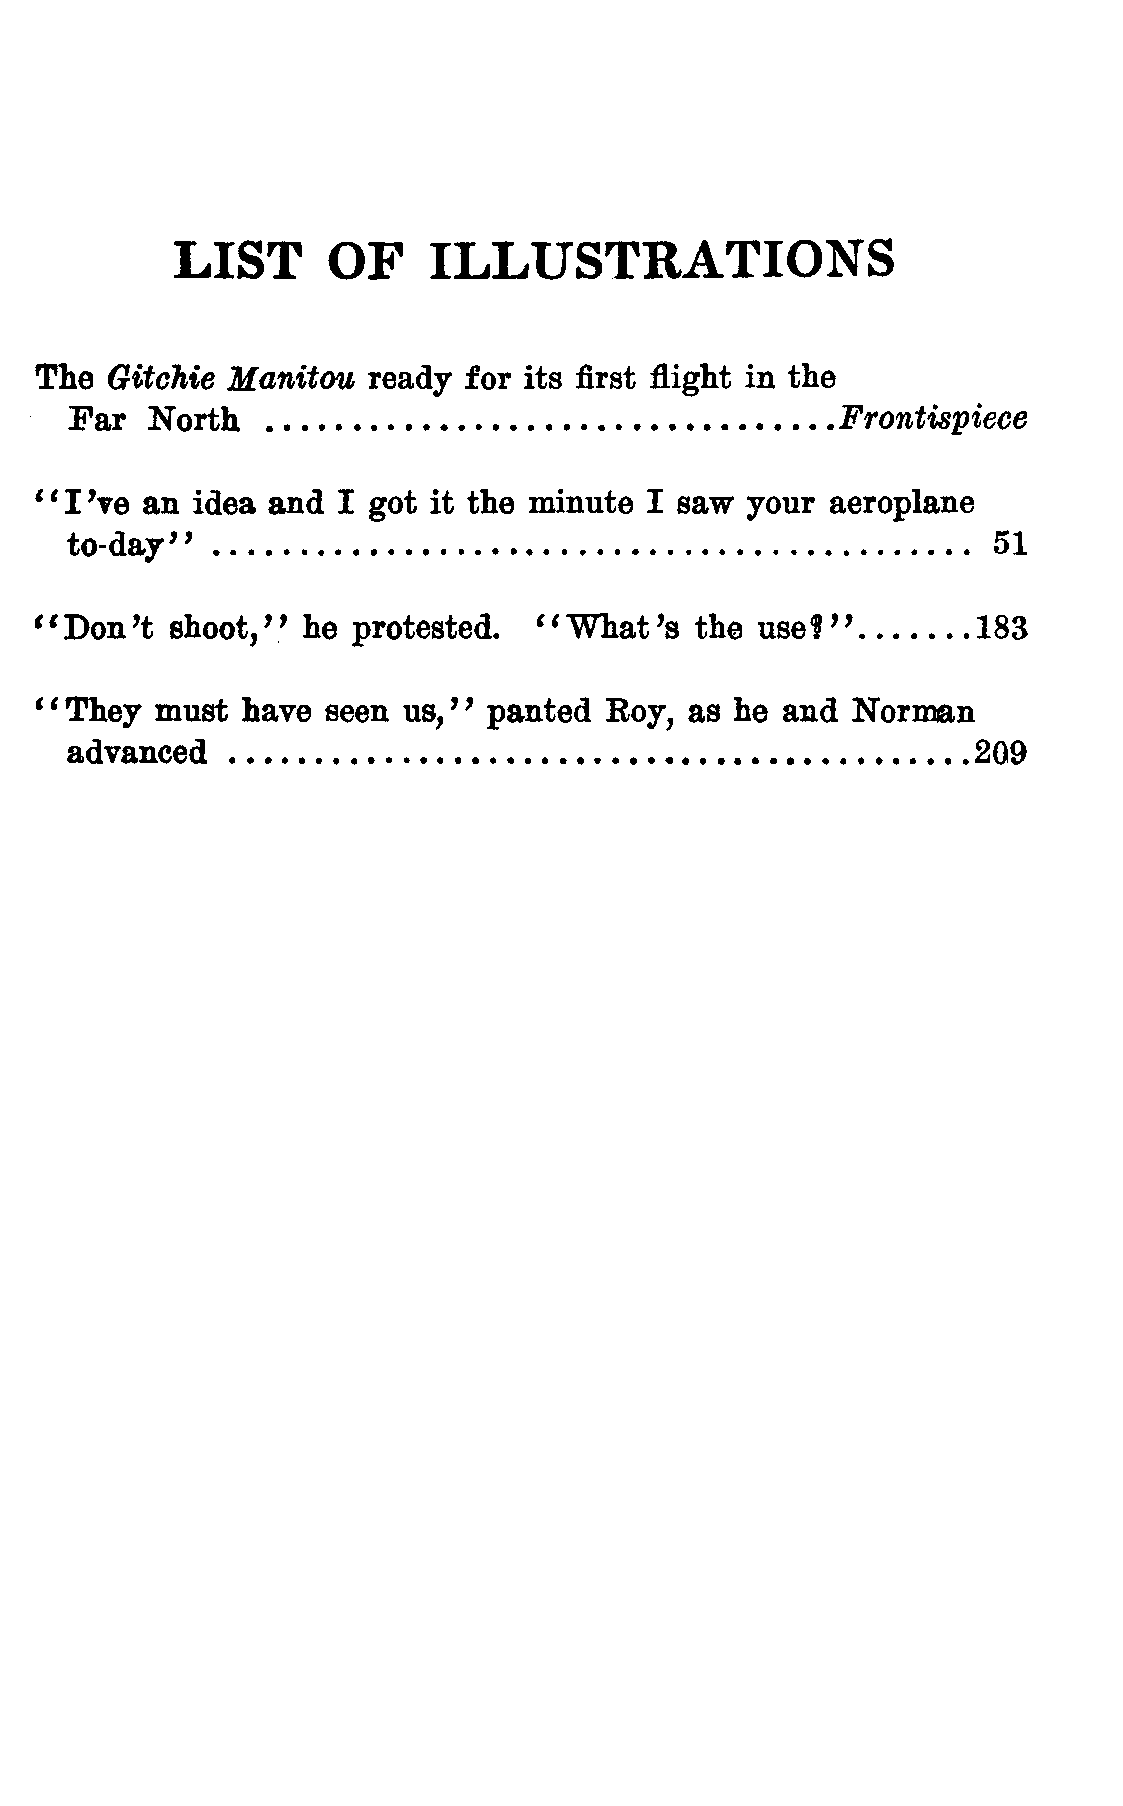 LIST OF ILLUSTRATIONS
The Gitchie Manitou ready for its first flight in the
Far North .................................Frontispiece
"I've an idea and I got it the minute I saw your aeroplane
to-day" ............................................ 51
"Don't shoot," he protested. "What's the use?".......183
"They must have seen us," panted Roy, as he and Norman
advanced ...........................................209